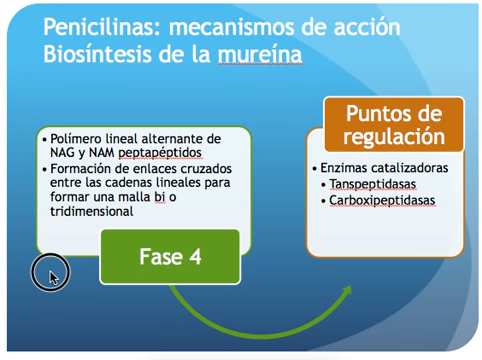 Penicilinas: mecanismos de acción
Biosíntesis de la mureína
• Polímero lineal alternante de
NAG y NAM peptapéptidos
• Formación de enlaces cruzados
entre las cadenas lineales para
formar una malla bi o
tridimensional
Fase 4
Puntos de
regulación
• Enzimas catalizadoras
• Tanspeptidasas
• Carboxipeptidasas